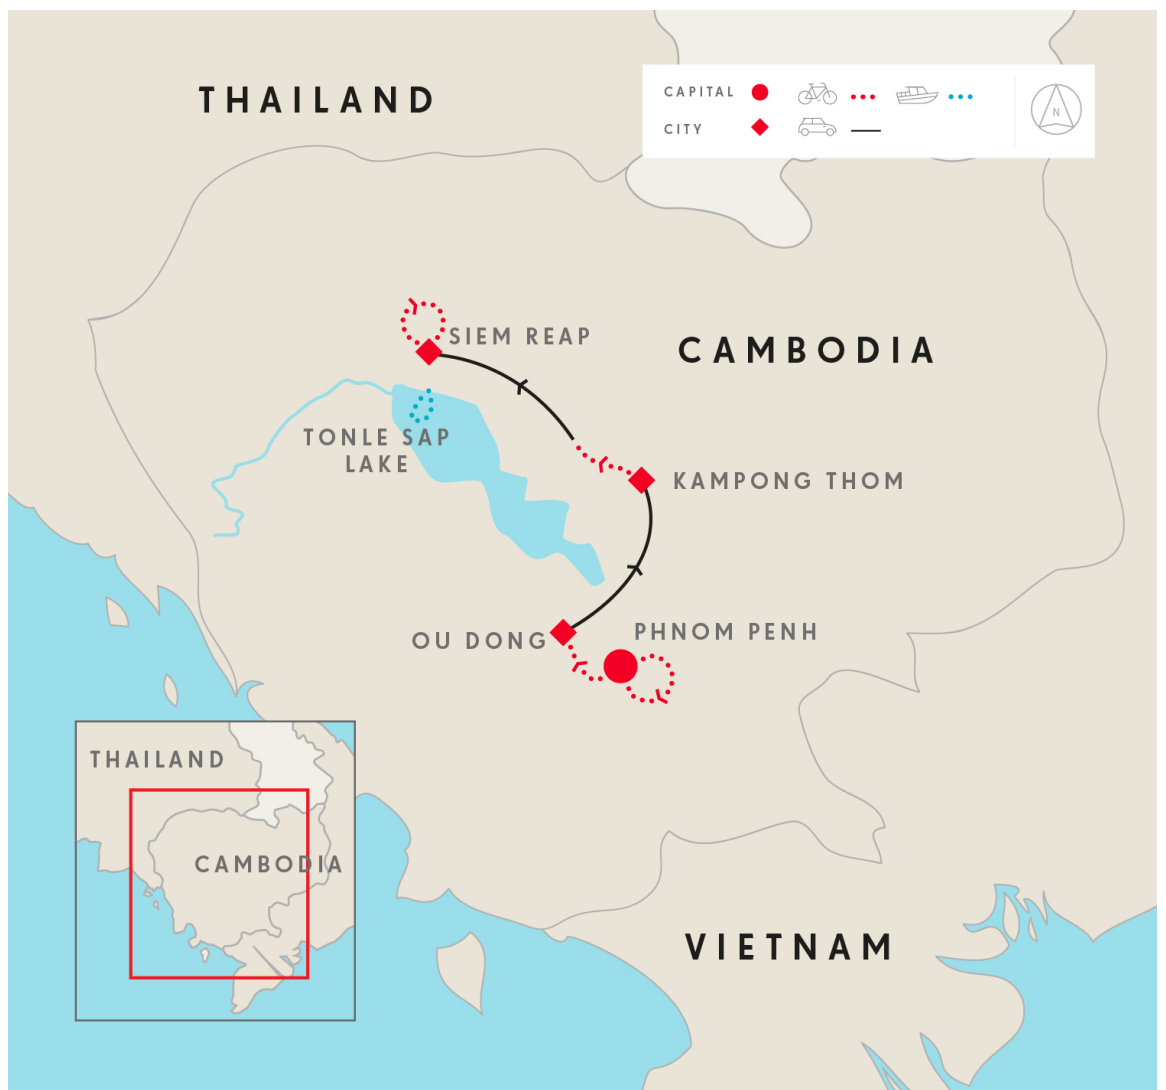 THAILAND
CAPITAL
CITY
N
SIEM REAP
CAMBODIA
TONLE SAP
LAKE
KAMPONG THOM
OU DONG
PHNOM PENH
THAILAND
CAMBODIA
VIETNAM